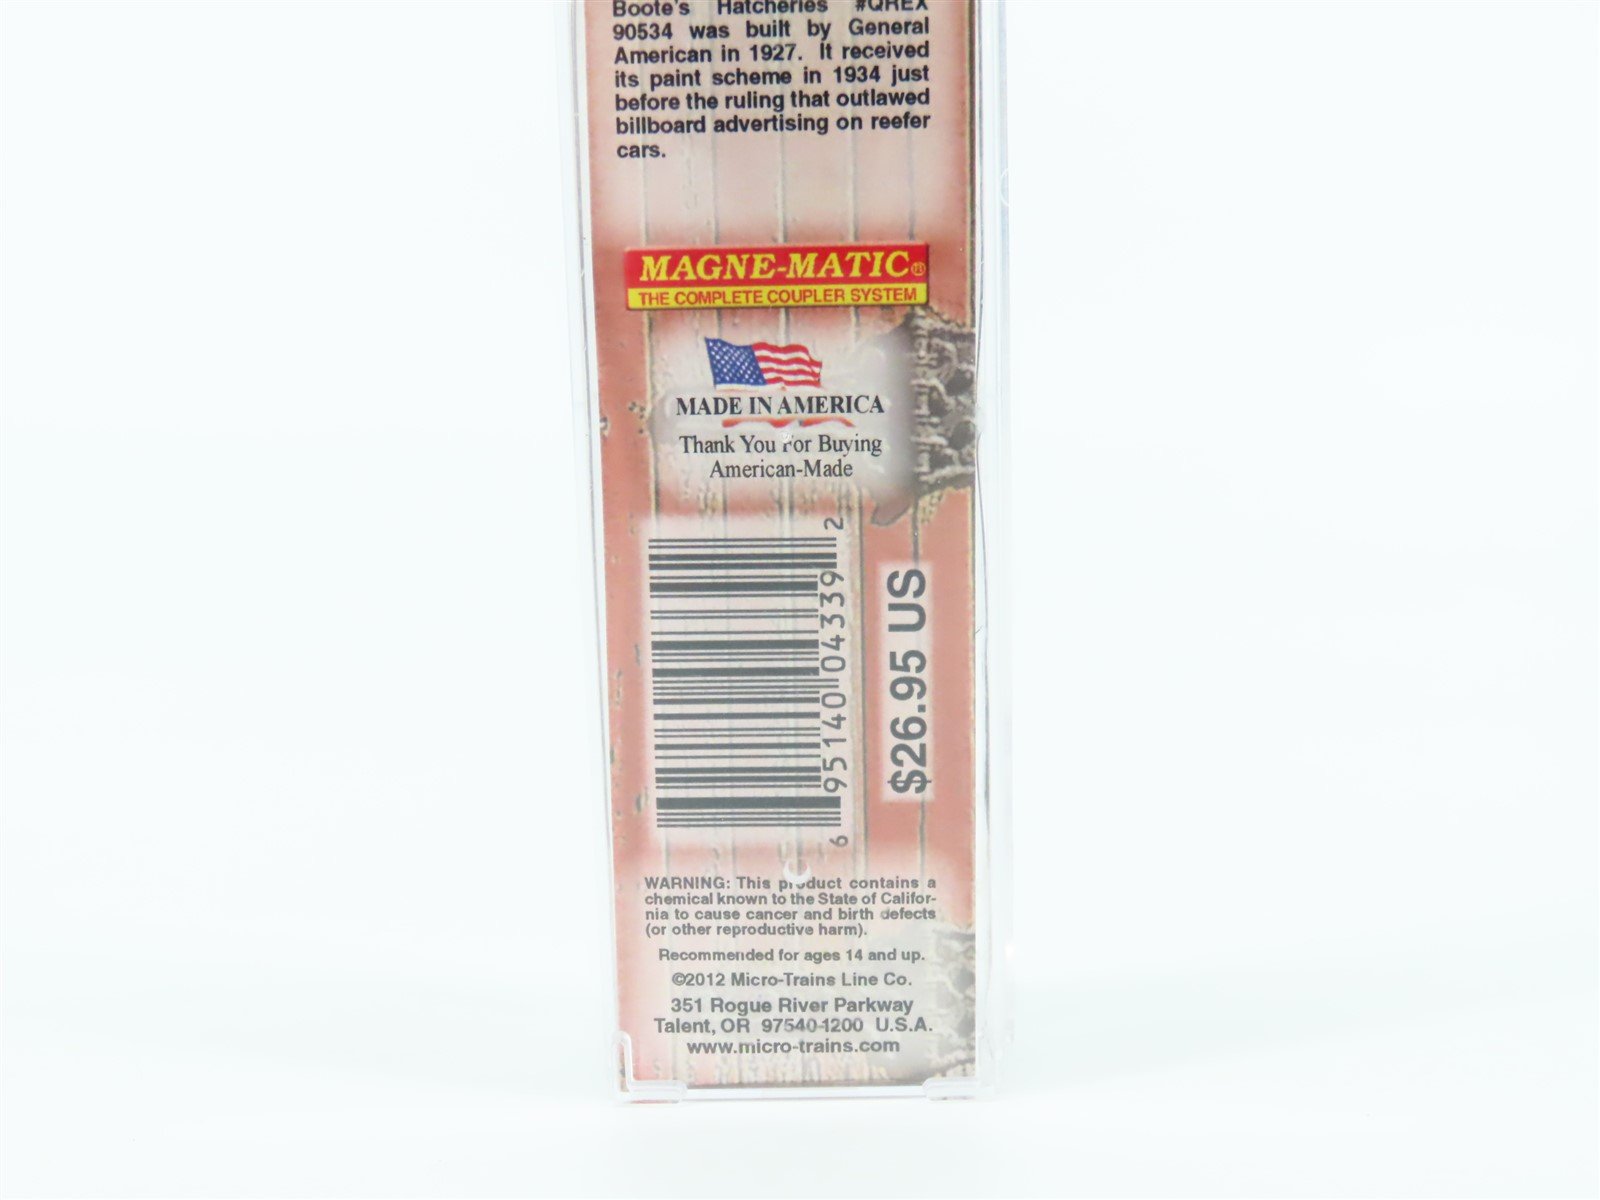 Boote's Hatcheries #QREX
90534 was built by General
American in 1927. It received
its paint scheme in 1934 just
before the ruling that outlawed
billboard advertising on reefer
cars.
MAGNE-MATIC®
THE COMPLETE COUPLER SYSTEM
MADE IN AMERICA
Thank You For Buying
American-Made
6 95140 04339 2
$26.95 US
WARNING: This product contains a
chemical known to the State of Califor-
nia to cause cancer and birth defects
(or other reproductive harm).
Recommended for ages 14 and up.
©2012 Micro-Trains Line Co.
351 Rogue River Parkway
Talent, OR 97540-1200 U.S.A.
www.micro-trains.com